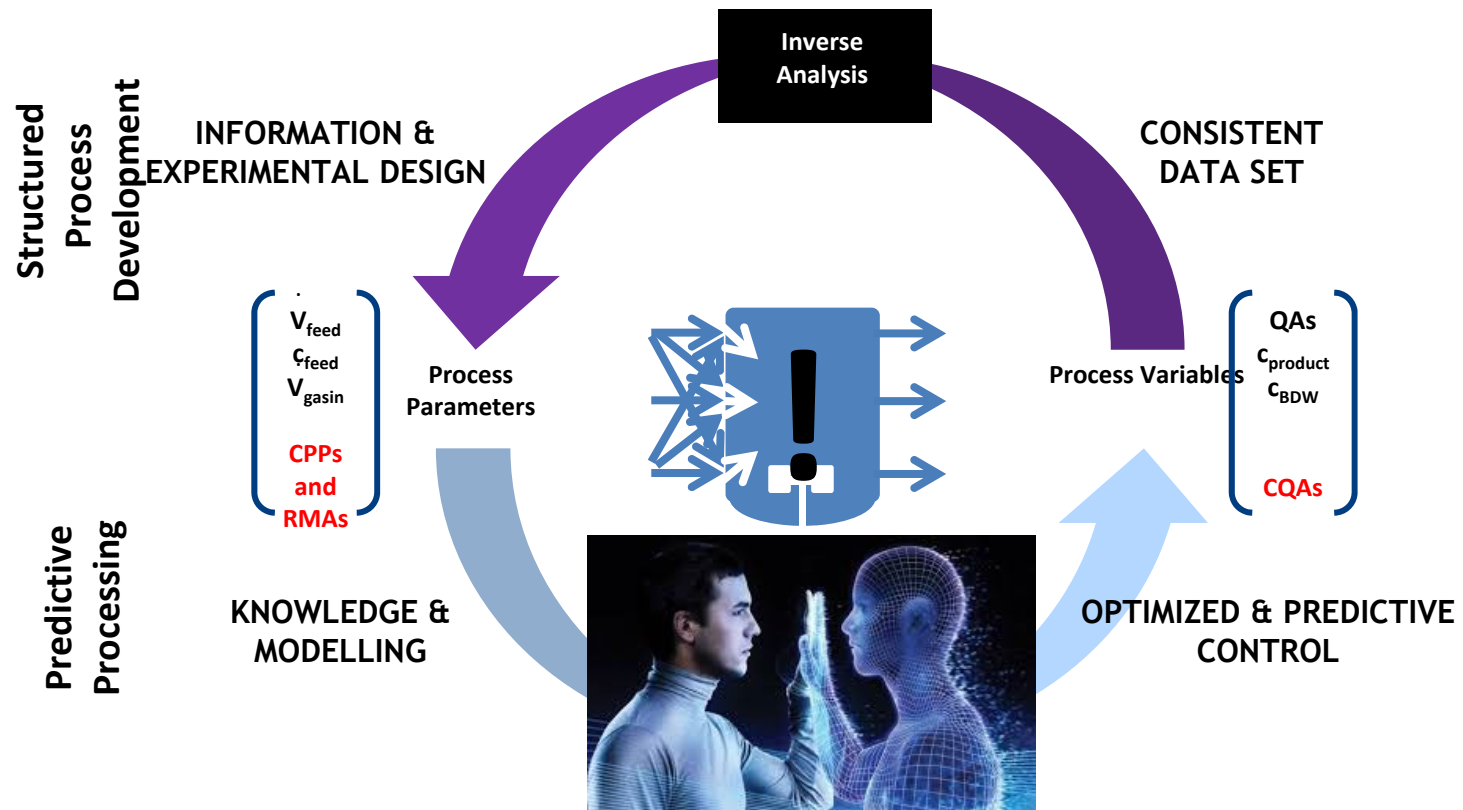 Inverse
Analysis
Structured
Process
Development
INFORMATION &
EXPERIMENTAL DESIGN
CONSISTENT
DATA SET
.
Vfeed
c̣feed
Vgasin
CPPs
and
RMAs
Process
Parameters
!
Process Variables
QAs
cproduct
cBDW
CQAs
Predictive
Processing
KNOWLEDGE &
MODELLING
OPTIMIZED & PREDICTIVE
CONTROL